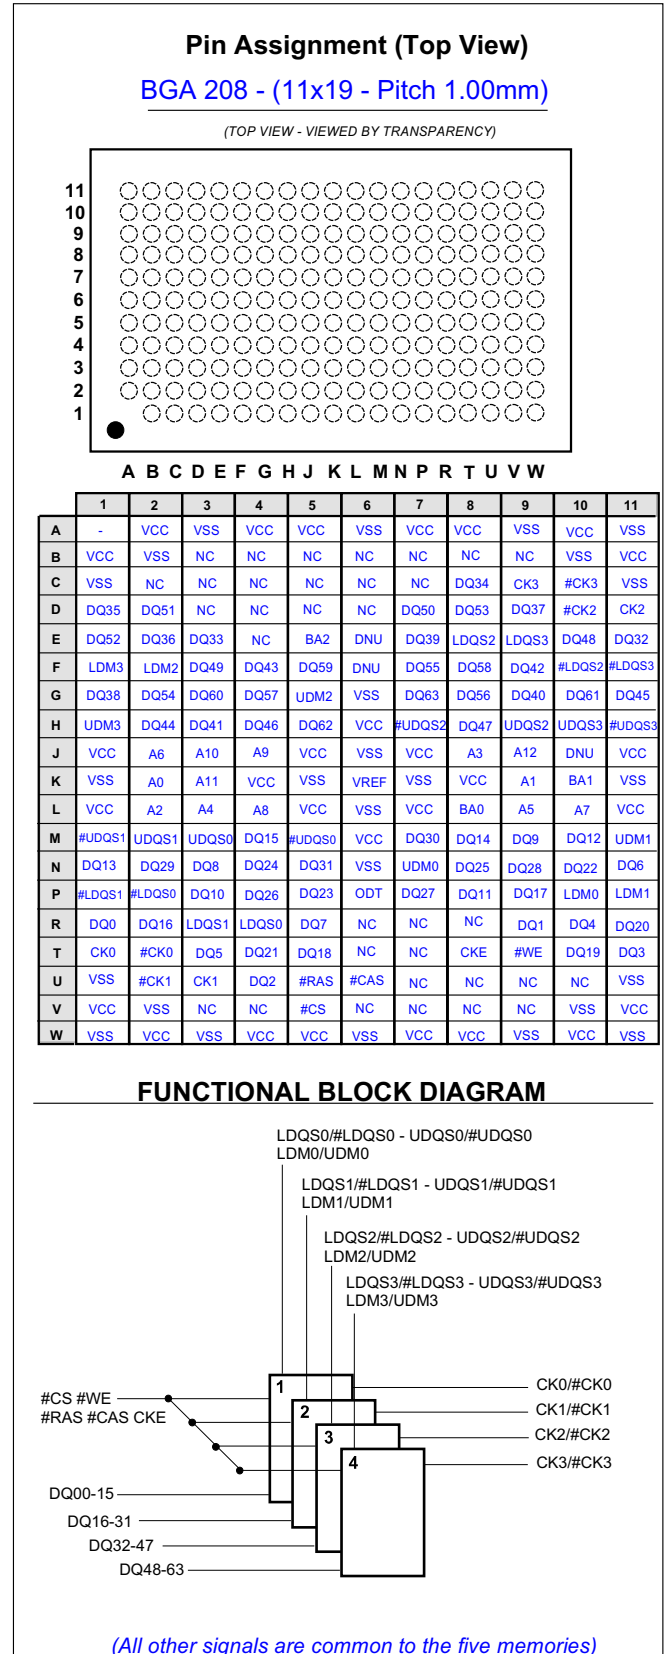 Pin Assignment (Top View)
BGA 208 - (11x19 - Pitch 1.00mm)
(TOP VIEW - VIEWED BY TRANSPARENCY)
11
10
9
8
7
6
5
4
3
2
1
A B C D E F G H J K L M N P R T U V W
1 2 3 4 5 6 7 8 9 10 11
A - VCC VSS VCC VCC VSS VCC VCC VSS VCC VSS
B VCC VSS NC NC NC NC NC NC NC VSS VCC
C VSS NC NC NC NC NC NC DQ34 CK3 #CK3 VSS
D DQ35 DQ51 NC NC NC NC DQ50 DQ53 DQ37 #CK2 CK2
E DQ52 DQ36 DQ33 NC BA2 DNU DQ39 LDQS2 LDQS3 DQ48 DQ32
F LDM3 LDM2 DQ49 DQ43 DQ59 DNU DQ55 DQ58 DQ42 #LDQS2 #LDQS3
G DQ38 DQ54 DQ60 DQ57 UDM2 VSS DQ63 DQ56 DQ40 DQ61 DQ45
H UDM3 DQ44 DQ41 DQ46 DQ62 VCC #UDQS2 DQ47 UDQS2 UDQS3 #UDQS3
J VCC A6 A10 A9 VCC VSS VCC A3 A12 DNU VCC
K VSS A0 A11 VCC VSS VREF VSS VCC A1 BA1 VSS
L VCC A2 A4 A8 VCC VSS VCC BA0 A5 A7 VCC
M #UDQS1 UDQS1 UDQS0 DQ15 #UDQS0 VCC DQ30 DQ14 DQ9 DQ12 UDM1
N DQ13 DQ29 DQ8 DQ24 DQ31 VSS UDM0 DQ25 DQ28 DQ22 DQ6
P #LDQS1 #LDQS0 DQ10 DQ26 DQ23 ODT DQ27 DQ11 DQ17 LDM0 LDM1
R DQ0 DQ16 LDQS1 LDQS0 DQ7 NC NC NC DQ1 DQ4 DQ20
T CK0 #CK0 DQ5 DQ21 DQ18 NC NC CKE #WE DQ19 DQ3
U VSS #CK1 CK1 DQ2 #RAS #CAS NC NC NC NC VSS
V VCC VSS NC NC #CS NC NC NC NC VSS VCC
W VSS VCC VSS VCC VCC VSS VCC VCC VSS VCC VSS
FUNCTIONAL BLOCK DIAGRAM
LDQS0/#LDQS0 - UDQS0/#UDQS0
LDM0/UDM0
LDQS1/#LDQS1 - UDQS1/#UDQS1
LDM1/UDM1
LDQS2/#LDQS2 - UDQS2/#UDQS2
LDM2/UDM2
LDQS3/#LDQS3 - UDQS3/#UDQS3
LDM3/UDM3
1
2
3
4
#CS #WE
#RAS #CAS CKE
CK0/#CK0
CK1/#CK1
CK2/#CK2
CK3/#CK3
DQ00-15
DQ16-31
DQ32-47
DQ48-63
(All other signals are common to the five memories)